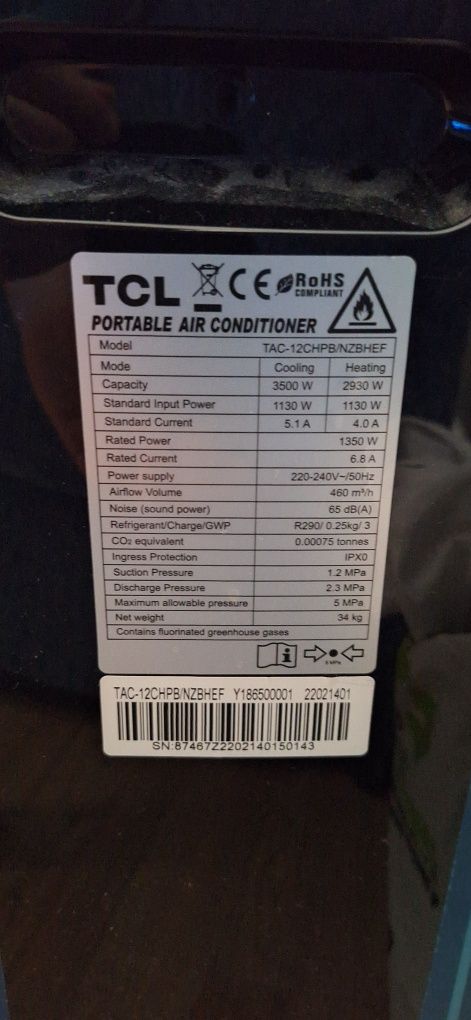 TCL CE RoHS
COMPLIANT
PORTABLE AIR CONDITIONER
Model TAC-12CHPB/NZBHEF
Mode Cooling Heating
Capacity 3500 W 2930 W
Standard Input Power 1130 W 1130 W
Standard Current 5.1 A 4.0 A
Rated Power 1350 W
Rated Current 6.8 A
Power supply 220-240V~/50Hz
Airflow Volume 460 m³/h
Noise (sound power) 65 dB(A)
Refrigerant/Charge/GWP R290/ 0.25kg/ 3
CO₂ equivalent 0.00075 tonnes
Ingress Protection IPX0
Suction Pressure 1.2 MPa
Discharge Pressure 2.3 MPa
Maximum allowable pressure 5 MPa
Net weight 34 kg
Contains fluorinated greenhouse gases
5 MPa
TAC-12CHPB/NZBHEF Y186500001 22021401
SN:87467Z2202140150143